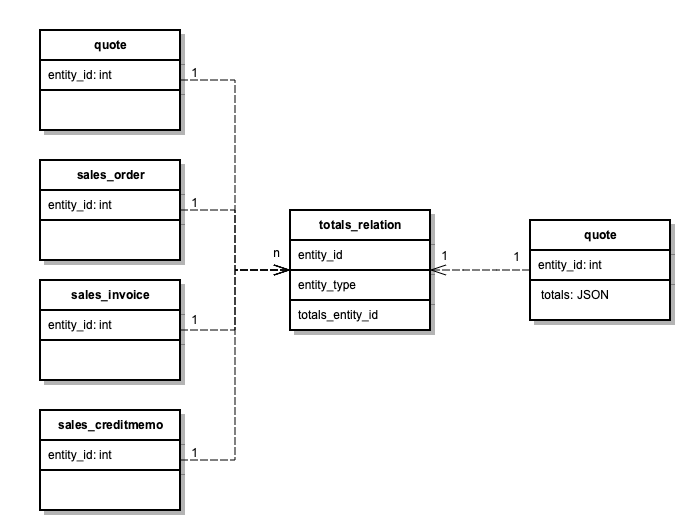 quote
entity_id: int
1
sales_order
entity_id: int
1
sales_invoice
entity_id: int
1
sales_creditmemo
entity_id: int
1
n
totals_relation
entity_id
entity_type
totals_entity_id
1
1
quote
entity_id: int
totals: JSON